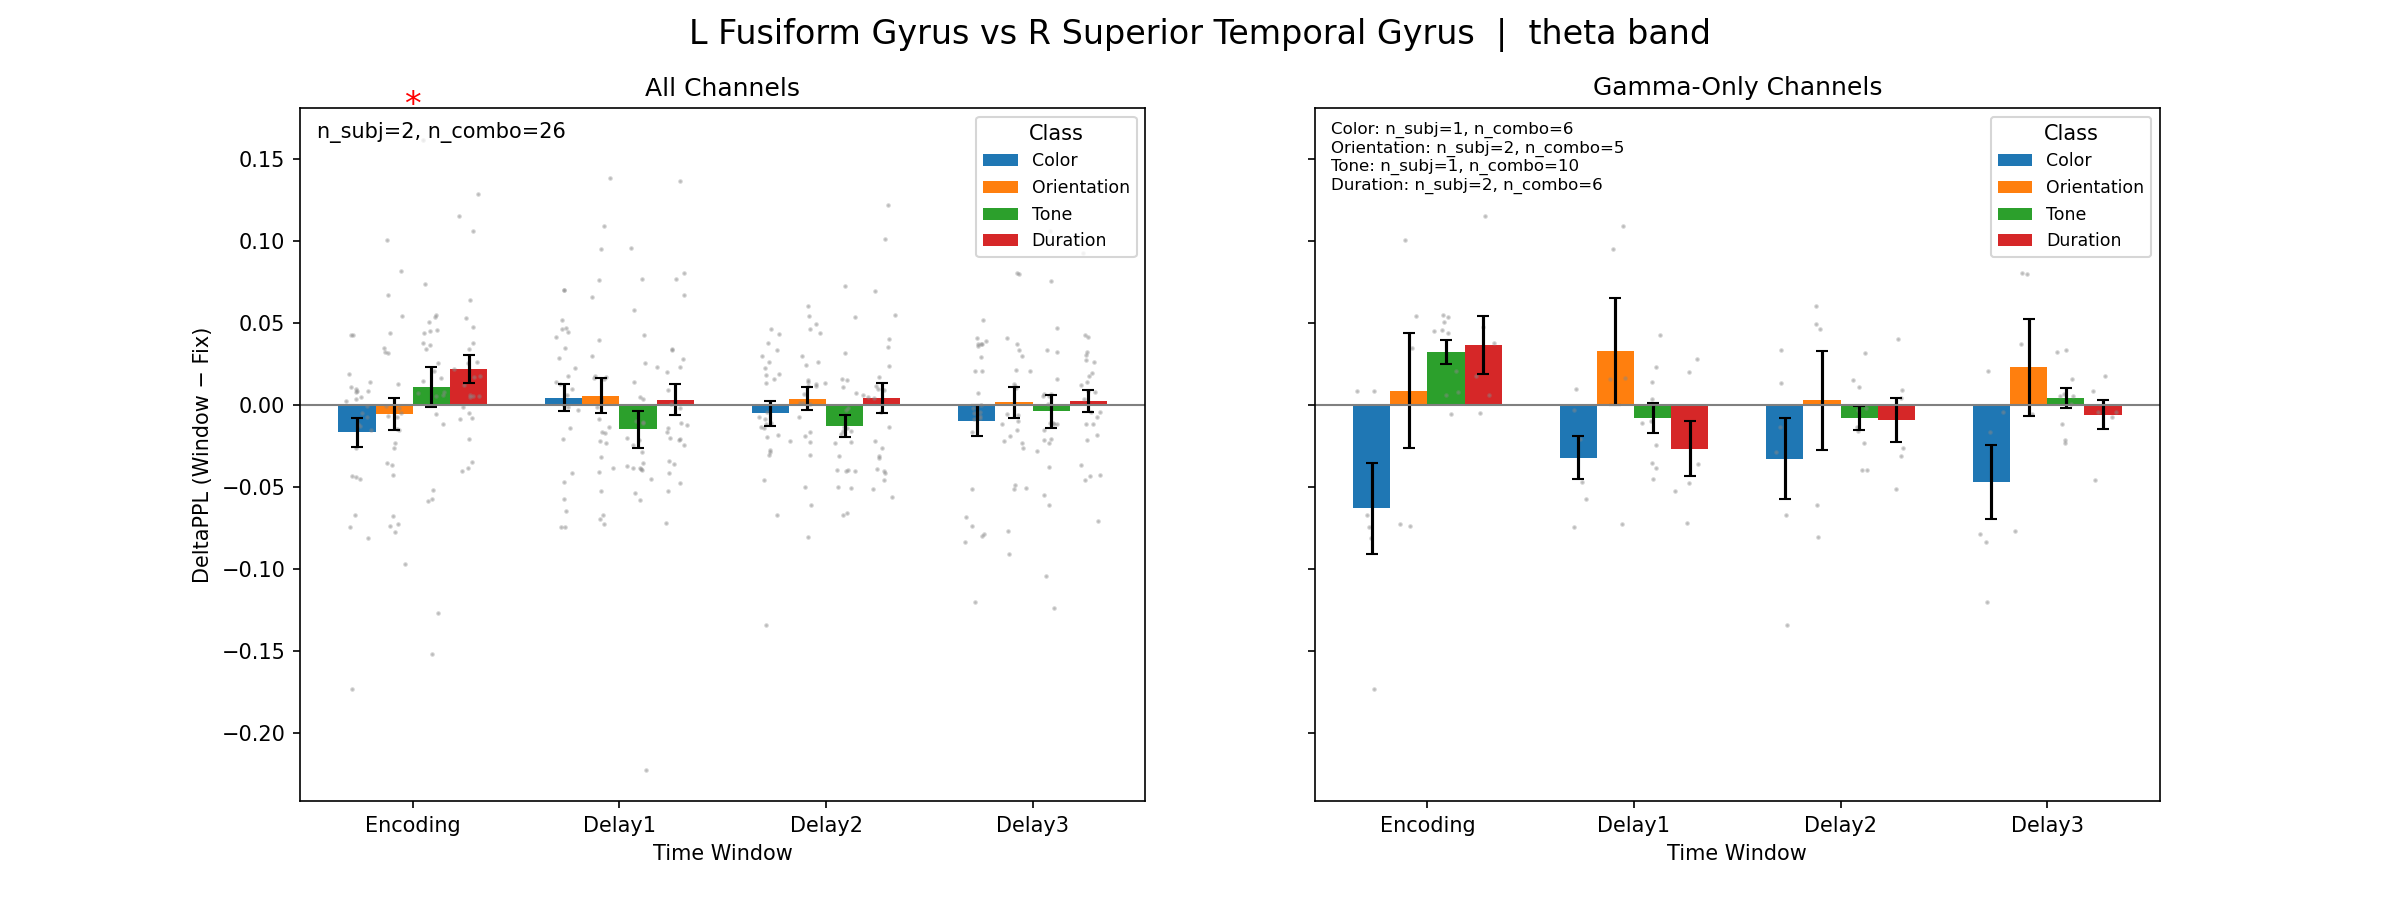 L Fusiform Gyrus vs R Superior Temporal Gyrus | theta band
All Channels
*
n_subj=2, n_combo=26
Class
Color
Orientation
Tone
Duration
0.15
0.10
0.05
0.00
−0.05
−0.10
−0.15
−0.20
DeltaPPL (Window − Fix)
Encoding
Delay1
Delay2
Delay3
Time Window
Gamma-Only Channels
Color: n_subj=1, n_combo=6
Orientation: n_subj=2, n_combo=5
Tone: n_subj=1, n_combo=10
Duration: n_subj=2, n_combo=6
Class
Color
Orientation
Tone
Duration
Encoding
Delay1
Delay2
Delay3
Time Window